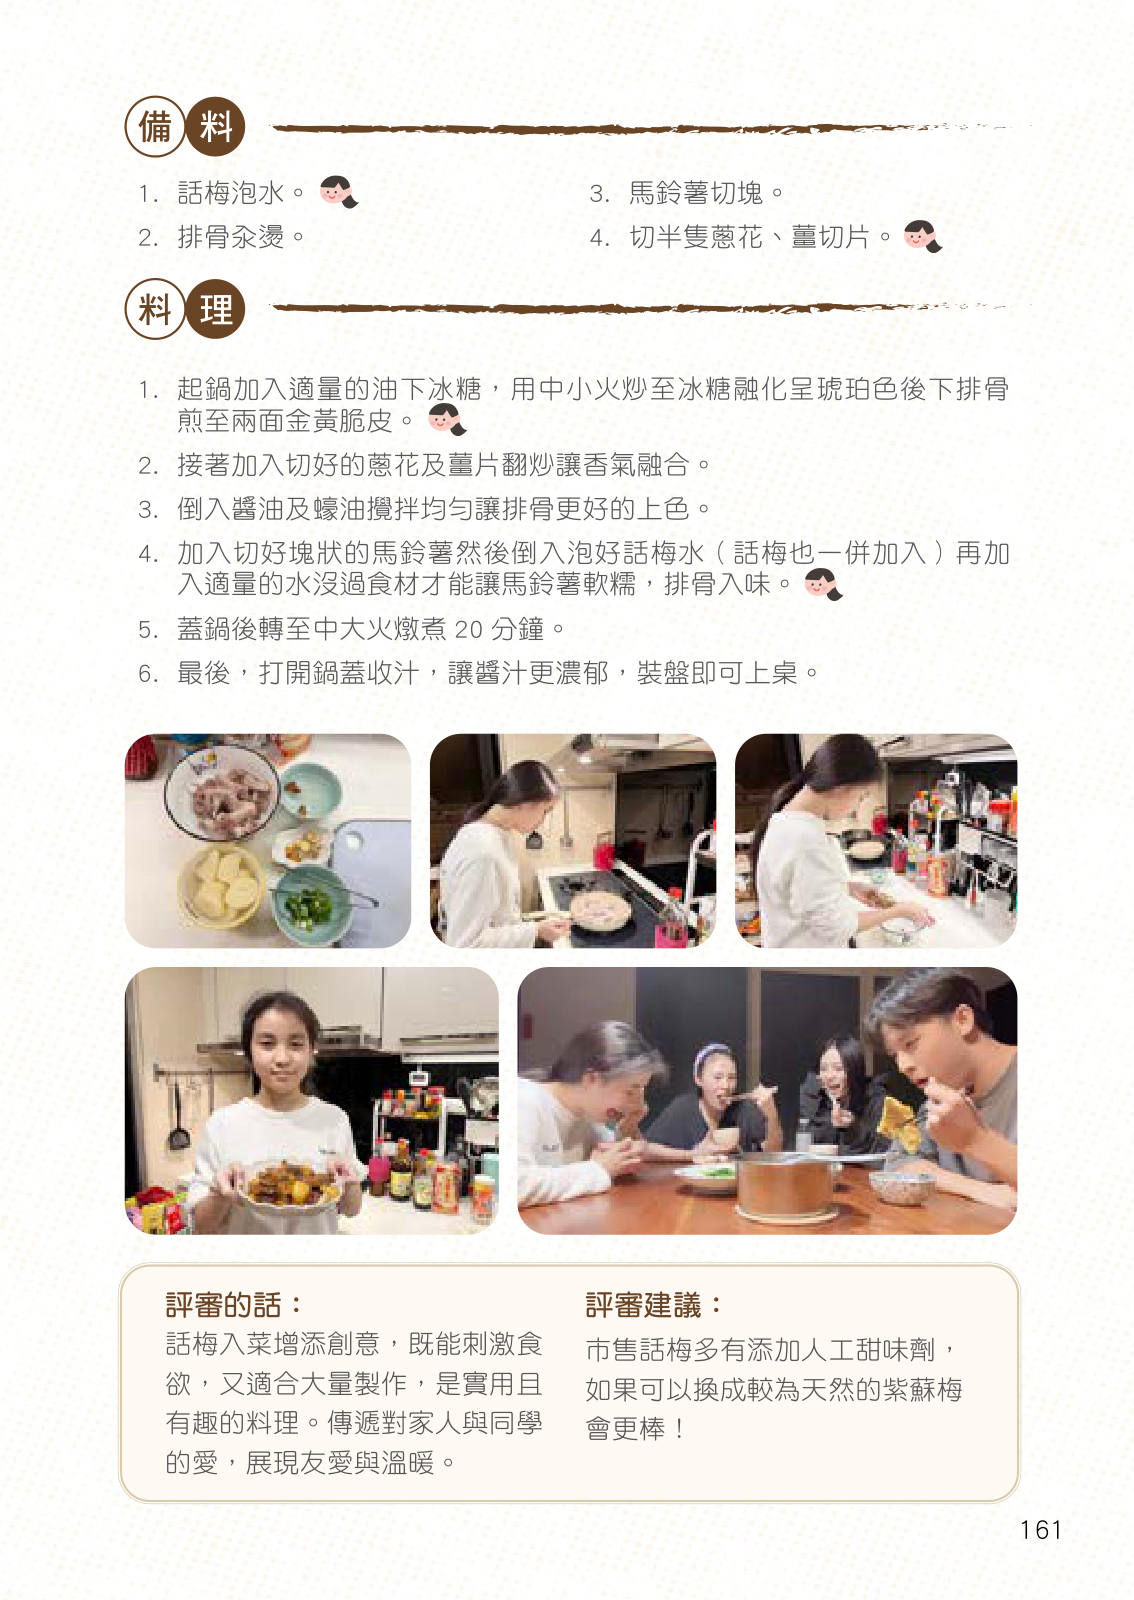 備料
1. 話梅泡水。
2. 排骨汆燙。
3. 馬鈴薯切塊。
4. 切半隻蔥花、薑切片。
料理
1. 起鍋加入適量的油下冰糖，用中小火炒至冰糖融化呈琥珀色後下排骨
煎至兩面金黃脆皮。
2. 接著加入切好的蔥花及薑片翻炒讓香氣融合。
3. 倒入醬油及蠔油攪拌均勻讓排骨更好的上色。
4. 加入切好塊狀的馬鈴薯然後倒入泡好話梅水（話梅也一併加入）再加
入適量的水沒過食材才能讓馬鈴薯軟糯，排骨入味。
5. 蓋鍋後轉至中大火燉煮 20 分鐘。
6. 最後，打開鍋蓋收汁，讓醬汁更濃郁，裝盤即可上桌。
評審的話：
話梅入菜增添創意，既能刺激食
欲，又適合大量製作，是實用且
有趣的料理。傳遞對家人與同學
的愛，展現友愛與溫暖。
評審建議：
市售話梅多有添加人工甜味劑，
如果可以換成較為天然的紫蘇梅
會更棒！
161